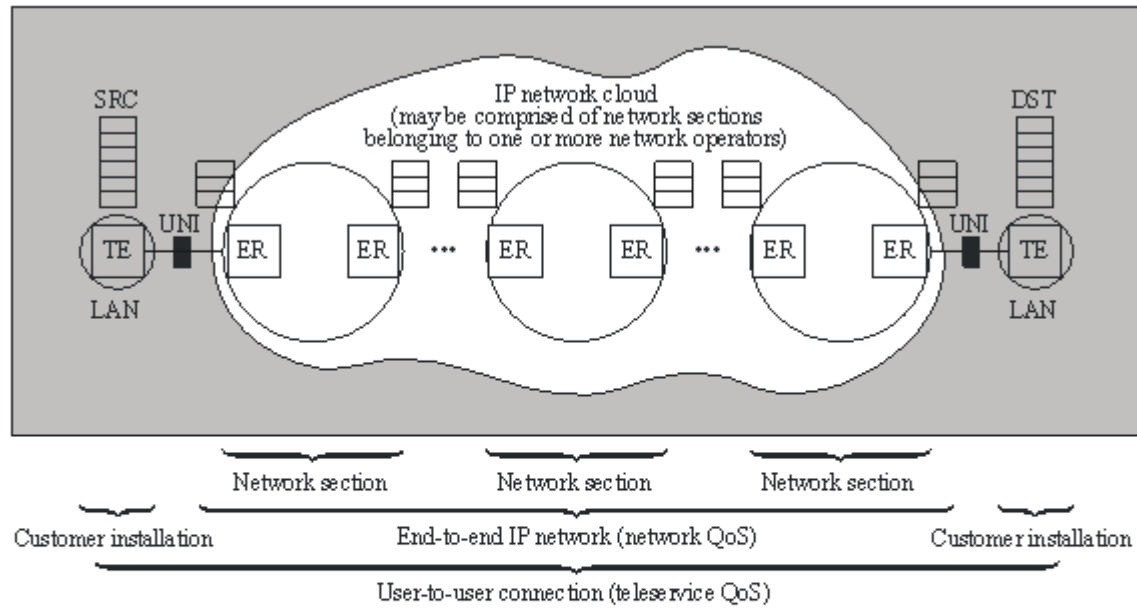 IP network cloud
(may be comprised of network sections
belonging to one or more network operators)
SRC
DST
UNI
UNI
TE
ER
ER
...
ER
ER
...
ER
ER
TE
LAN
LAN
Network section
Network section
Network section
Customer installation
End-to-end IP network (network QoS)
Customer installation
User-to-user connection (teleservice QoS)